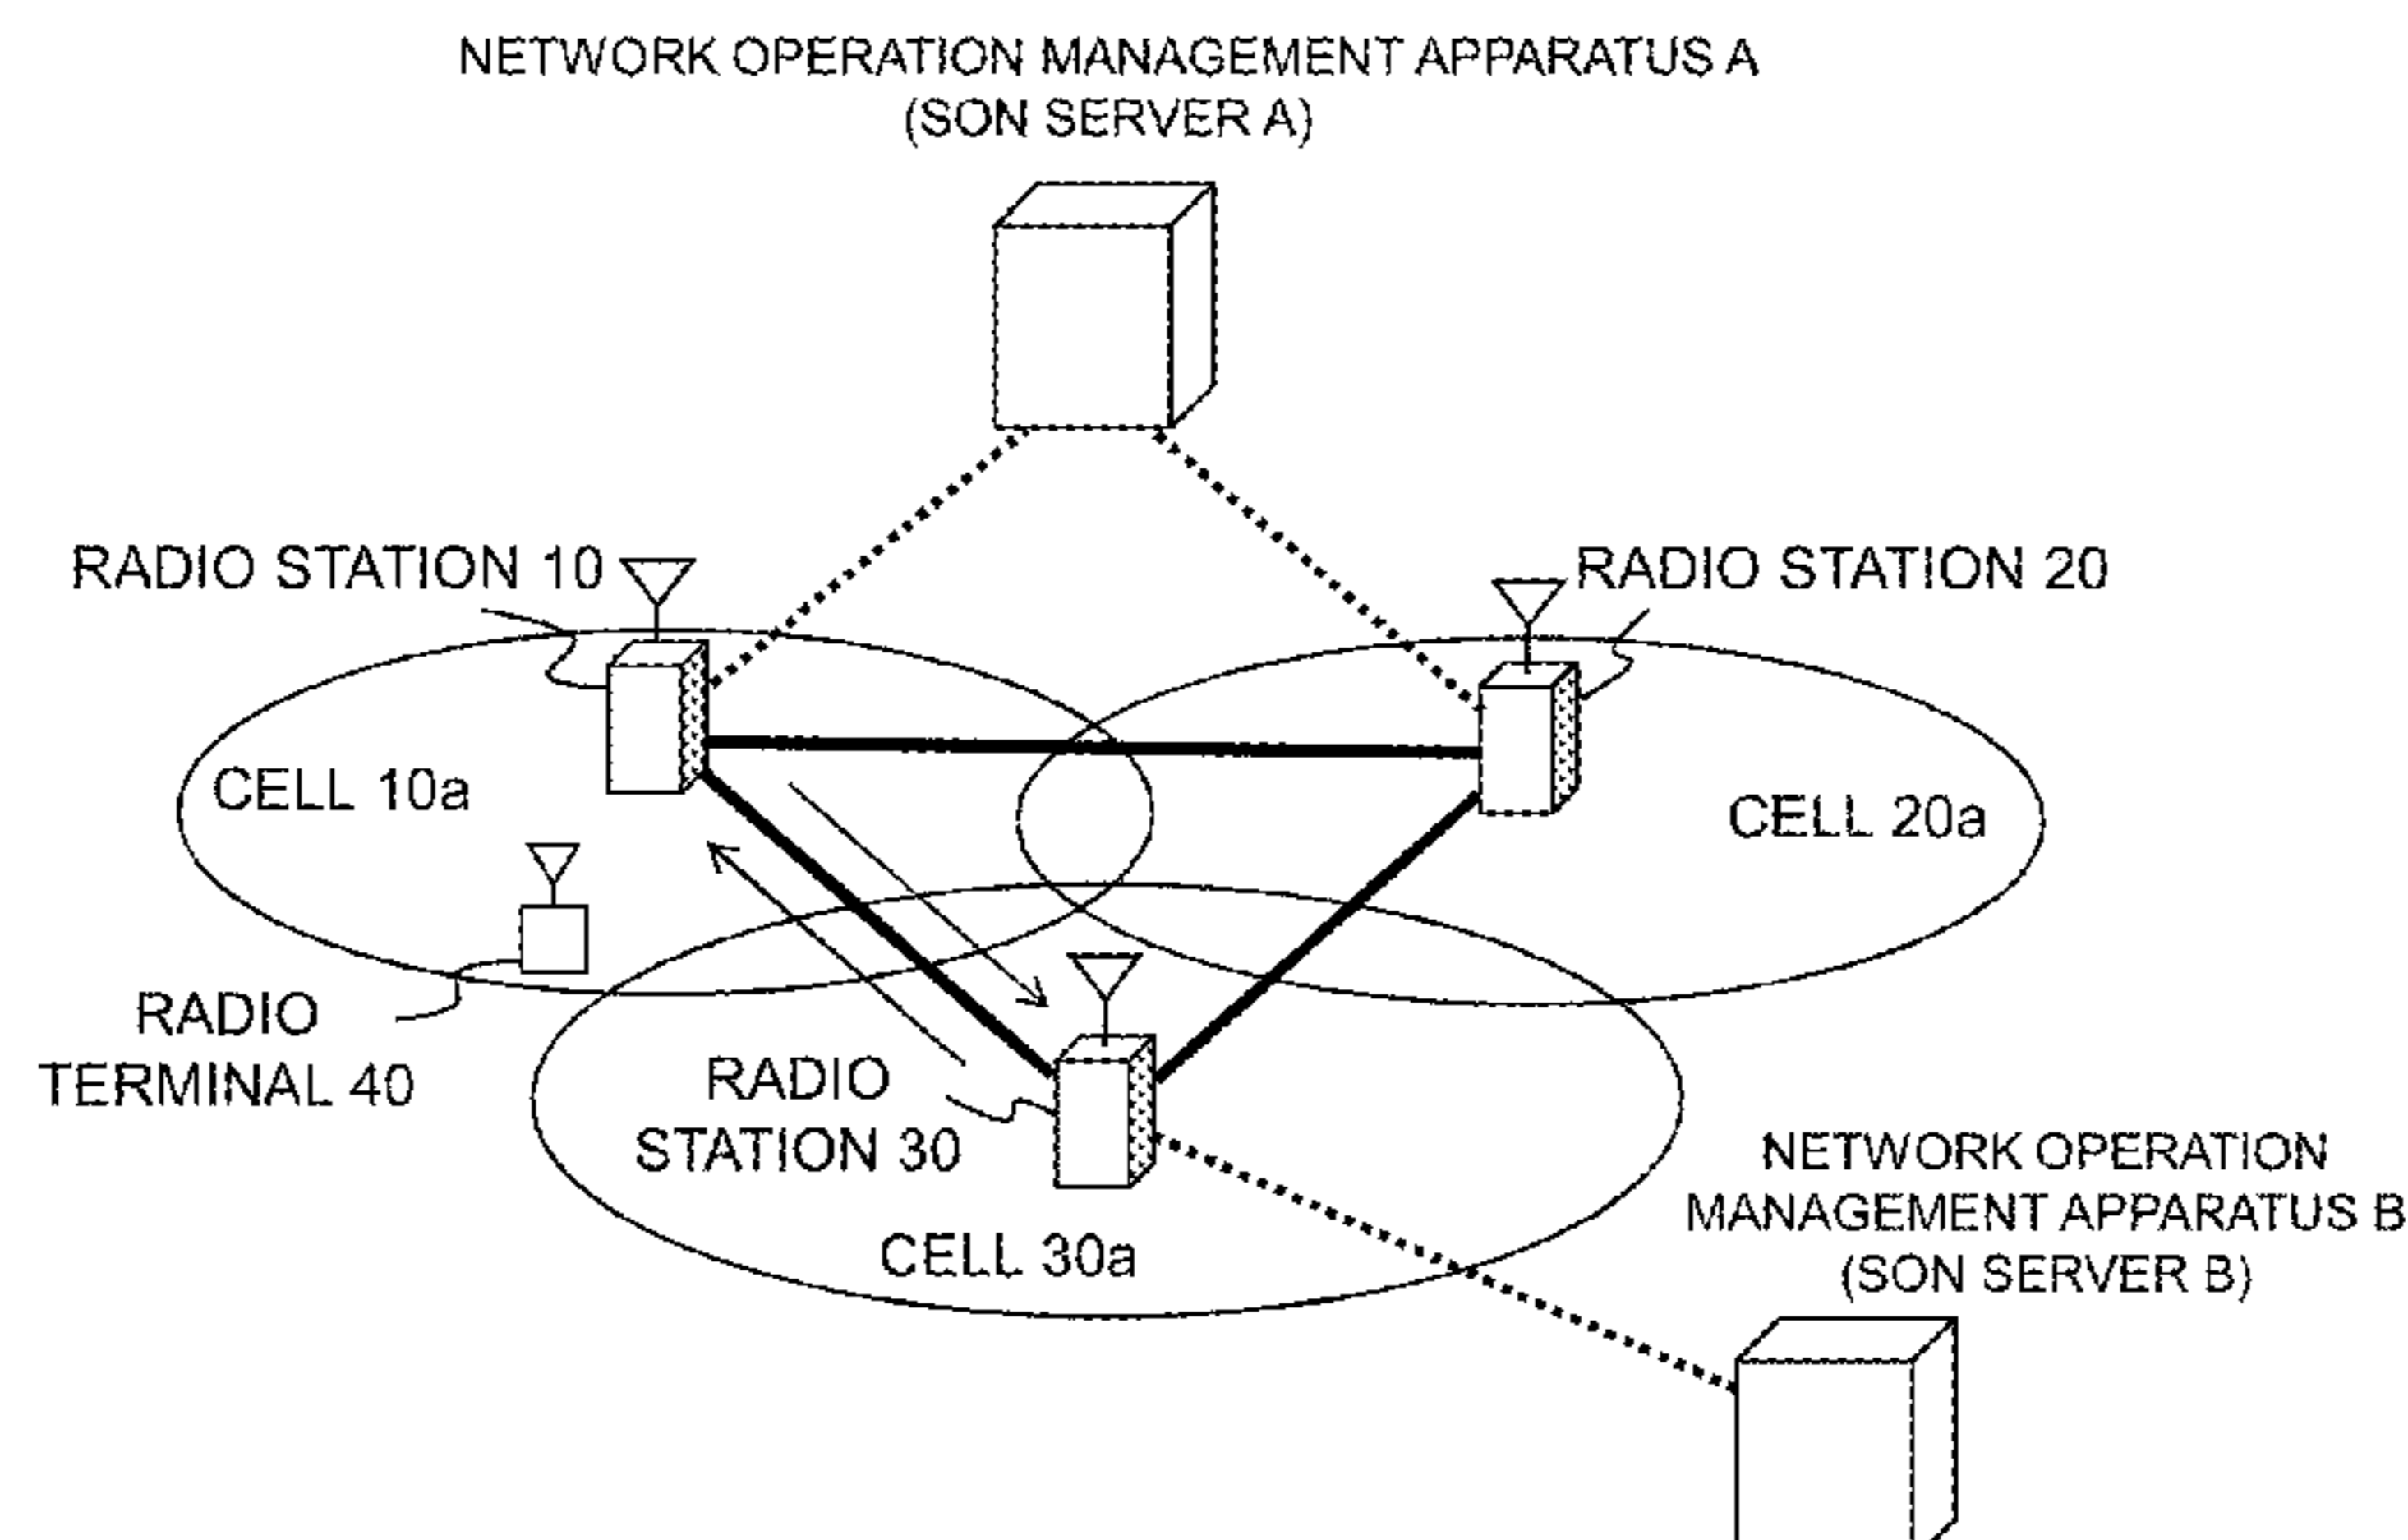 NETWORK OPERATION MANAGEMENT APPARATUS A
(SON SERVER A)
RADIO STATION 10
RADIO STATION 20
CELL 10a
CELL 20a
RADIO
TERMINAL 40
RADIO
STATION 30
CELL 30a
NETWORK OPERATION
MANAGEMENT APPARATUS B
(SON SERVER B)